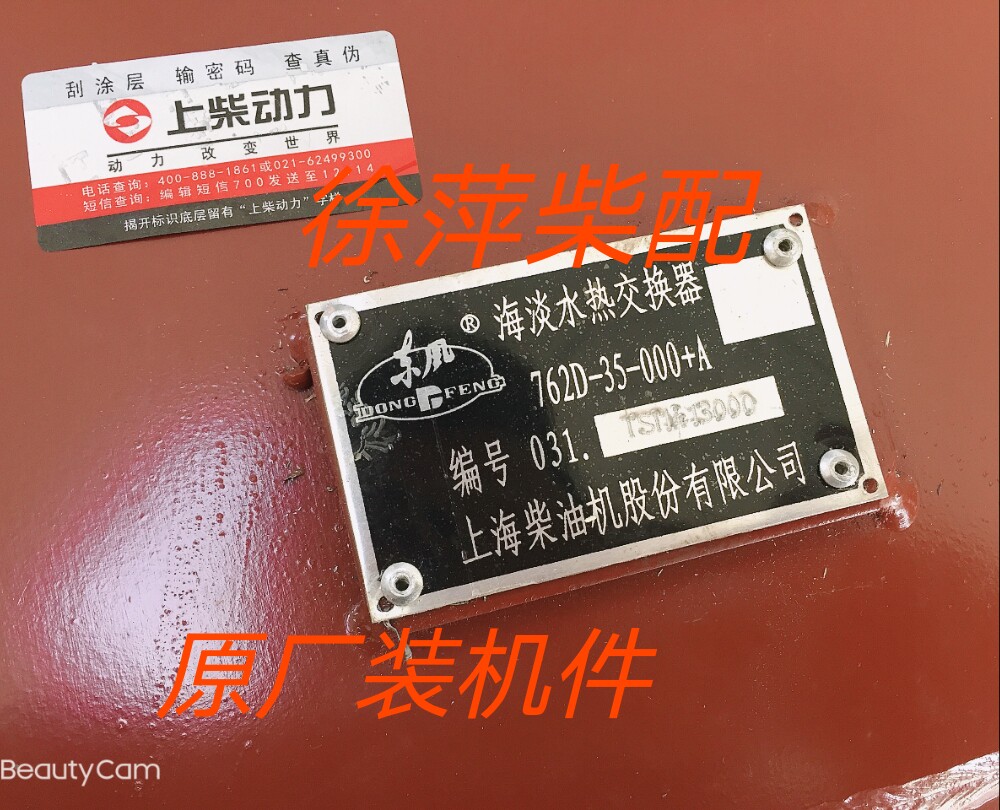 刮涂层 输密码 查真伪
上柴动力
动力 改变世界
电话查询：400-888-1861或021-62499300
短信查询：编辑短信700发送至12114
揭开标识底层留有“上柴动力”字样
徐萍柴配
东风
DONG FENG
® 海淡水热交换器
762D-35-000+A
编号 031.
上海柴油机股份有限公司
原厂装机件
BeautyCam